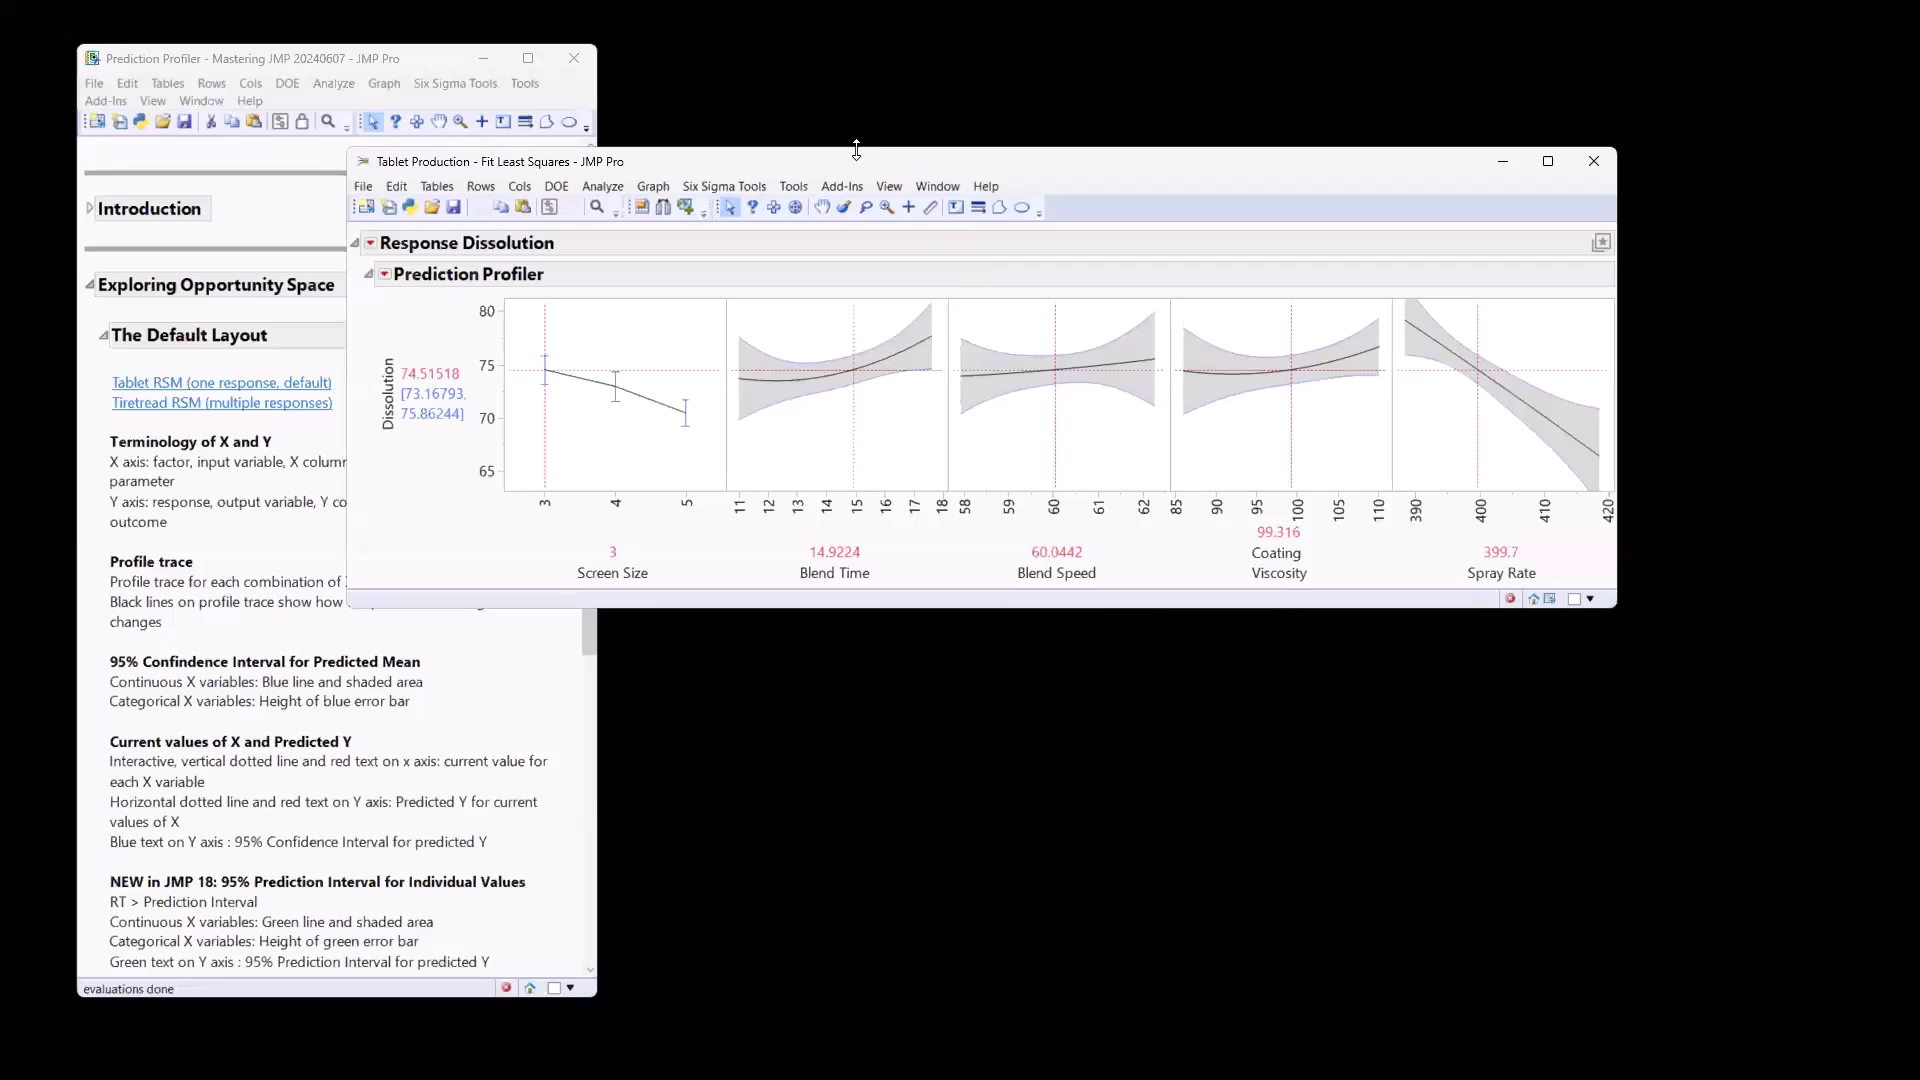 Prediction Profiler - Mastering JMP 20240607 - JMP Pro
File Edit Tables Rows Cols DOE Analyze Graph Six Sigma Tools Tools
Add-Ins View Window Help
Introduction
Exploring Opportunity Space
The Default Layout
Tablet RSM (one response, default)
Tiretread RSM (multiple responses)
Terminology of X and Y
X axis: factor, input variable, X column
parameter
Y axis: response, output variable, Y co
outcome
Profile trace
Profile trace for each combination of
Black lines on profile trace show how
changes
95% Confindence Interval for Predicted Mean
Continuous X variables: Blue line and shaded area
Categorical X variables: Height of blue error bar
Current values of X and Predicted Y
Interactive, vertical dotted line and red text on x axis: current value for
each X variable
Horizontal dotted line and red text on Y axis: Predicted Y for current
values of X
Blue text on Y axis : 95% Confidence Interval for predicted Y
NEW in JMP 18: 95% Prediction Interval for Individual Values
RT > Prediction Interval
Continuous X variables: Green line and shaded area
Categorical X variables: Height of green error bar
Green text on Y axis : 95% Prediction Interval for predicted Y
evaluations done
Tablet Production - Fit Least Squares - JMP Pro
File Edit Tables Rows Cols DOE Analyze Graph Six Sigma Tools Tools Add-Ins View Window Help
Response Dissolution
Prediction Profiler
Dissolution
74.51518
[73.16793,
75.86244]
80
75
70
65
3 4 5 11 12 13 14 15 16 17 18 58 59 60 61 62 85 90 95 100 105 110 390 400 410 420
3 14.9224 60.0442 99.316 399.7
Screen Size Blend Time Blend Speed Coating Viscosity Spray Rate